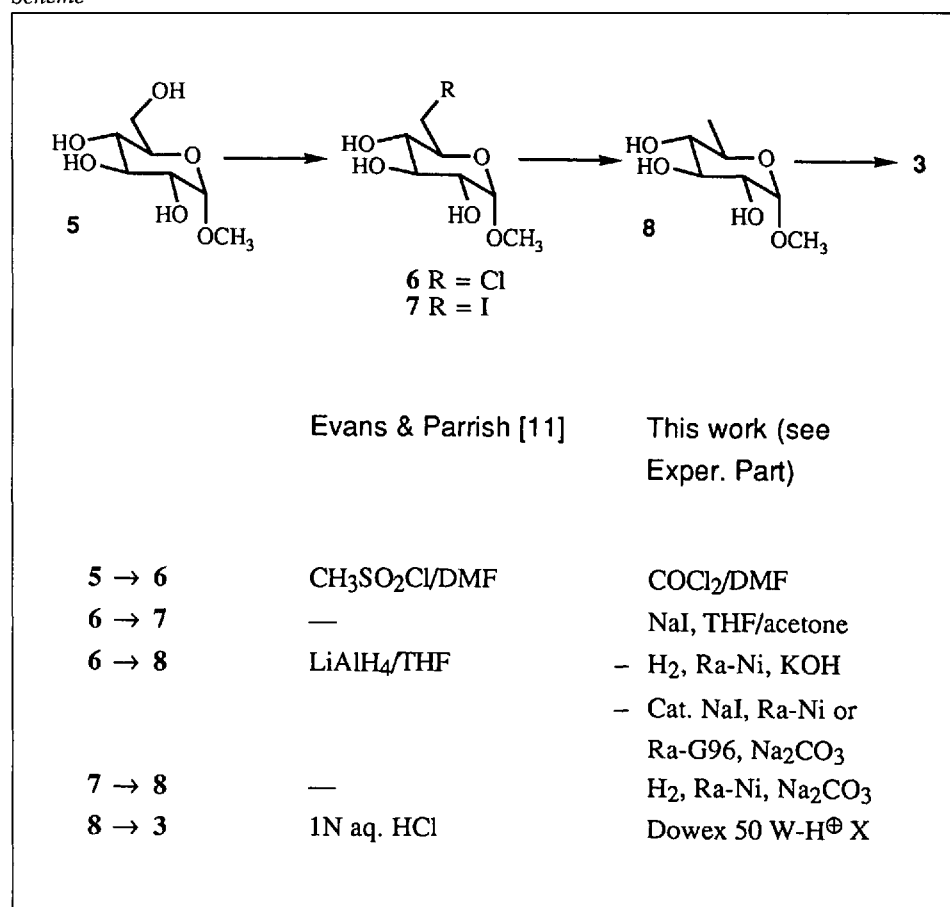 Scheme
OH
HO
HO
O
HO
OCH₃
5
R
HO
HO
O
HO
OCH₃
6 R = Cl
7 R = I
HO
HO
O
HO
OCH₃
8
3
Evans & Parrish [11] This work (see
Exper. Part)
5 → 6 CH₃SO₂Cl/DMF COCl₂/DMF
6 → 7 — NaI, THF/acetone
6 → 8 LiAlH₄/THF – H₂, Ra-Ni, KOH
– Cat. NaI, Ra-Ni or
Ra-G96, Na₂CO₃
7 → 8 — H₂, Ra-Ni, Na₂CO₃
8 → 3 1N aq. HCl Dowex 50 W-H⊕ X